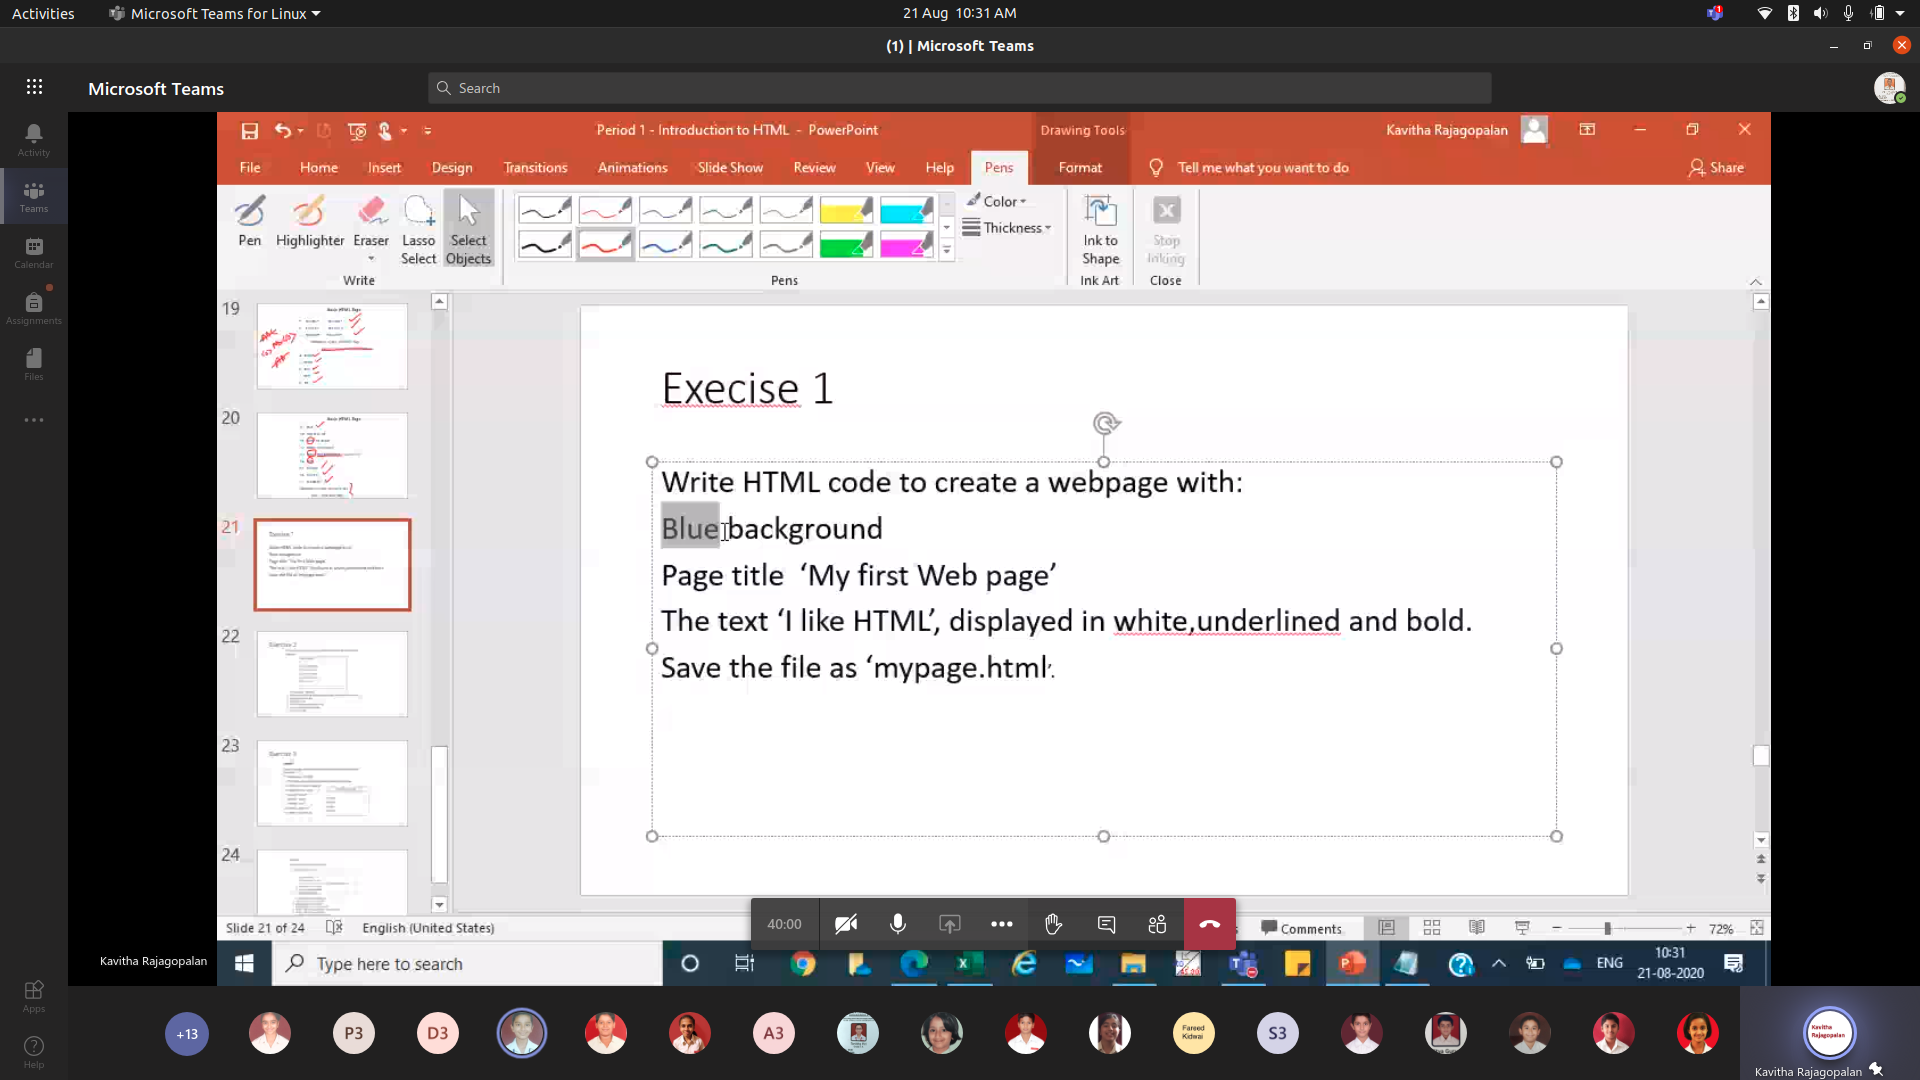 Activities
Microsoft Teams for Linux
21 Aug 10:31 AM
(1) | Microsoft Teams
Microsoft Teams
Search
Activity
Teams
Calendar
Assignments
Files
Apps
Help
Period 1 - Introduction to HTML - PowerPoint
Drawing Tools
Kavitha Rajagopalan
File
Home
Insert
Design
Transitions
Animations
Slide Show
Review
View
Help
Pens
Format
Tell me what you want to do
Share
Pen
Highlighter
Eraser
Lasso Select
Select Objects
Write
Pens
Color
Thickness
Ink to Shape
Ink Art
Stop Inking
Close
19
20
21
22
23
24
Execise 1
Write HTML code to create a webpage with:
Blue background
Page title ‘My first Web page’
The text ‘I like HTML’, displayed in white,underlined and bold.
Save the file as ‘mypage.html’.
40:00
Slide 21 of 24
English (United States)
Comments
72%
Kavitha Rajagopalan
Type here to search
ENG
10:31
21-08-2020
+13
P3
D3
A3
Fareed Kidwai
S3
Kavitha Rajagopalan
Kavitha Rajagopalan